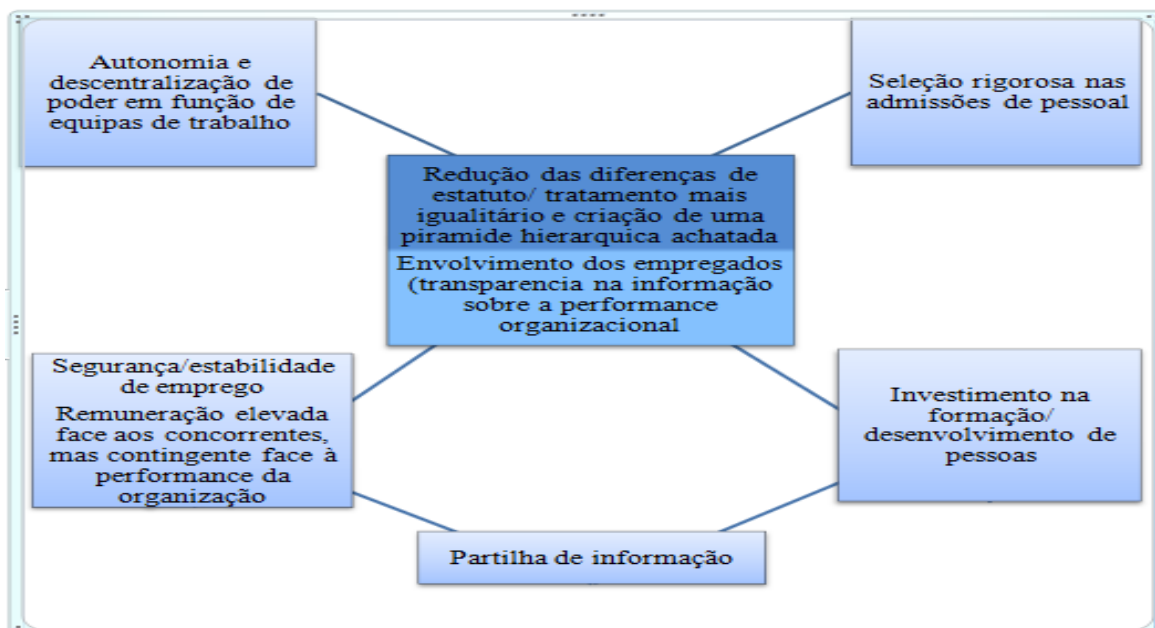 Autonomia e
descentralização de
poder em função de
equipas de trabalho
Seleção rigorosa nas
admissões de pessoal
Redução das diferenças de
estatuto/ tratamento mais
igualitário e criação de uma
piramide hierarquica achatada
Envolvimento dos empregados
(transparencia na informação
sobre a performance
organizacional
Segurança/estabilidade
de emprego
Remuneração elevada
face aos concorrentes,
mas contingente face à
performance da
organização
Investimento na
formação/
desenvolvimento de
pessoas
Partilha de informação